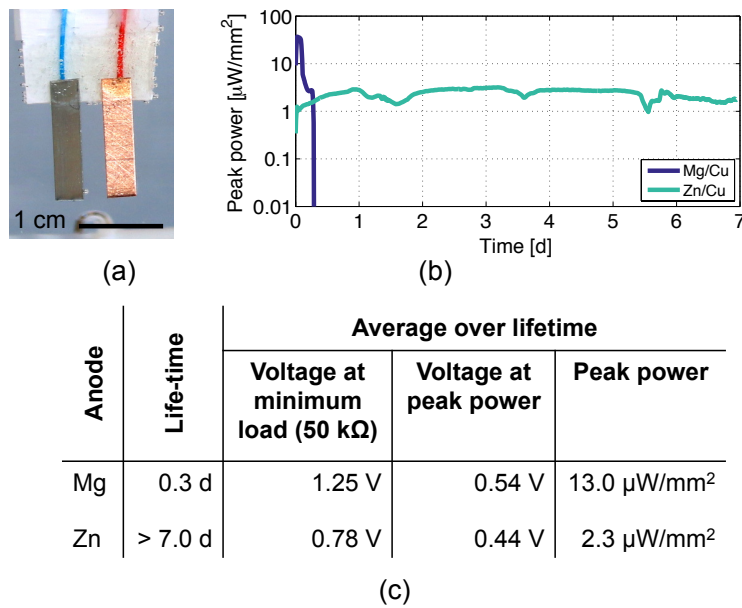 1 cm
(a)
(b)
Peak power [µW/mm²]
100
10
1
0.1
0.01
0
1
2
3
4
5
6
7
Time [d]
Mg/Cu
Zn/Cu
Anode
Life-time
Average over lifetime
Voltage at minimum load (50 kΩ)
Voltage at peak power
Peak power
Mg 0.3 d 1.25 V 0.54 V 13.0 µW/mm²
Zn > 7.0 d 0.78 V 0.44 V 2.3 µW/mm²
(c)